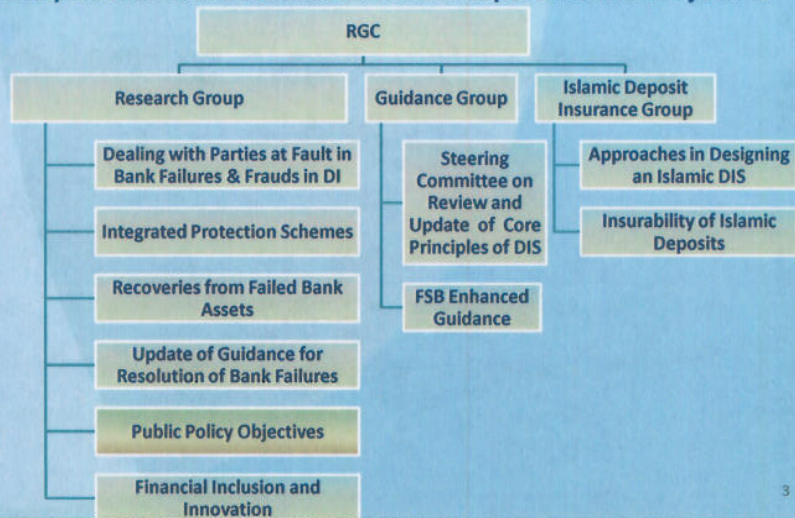 RGC
Research Group
Guidance Group
Islamic Deposit
Insurance Group
Dealing with Parties at Fault in
Bank Failures & Frauds in DI
Integrated Protection Schemes
Recoveries from Failed Bank
Assets
Update of Guidance for
Resolution of Bank Failures
Public Policy Objectives
Financial Inclusion and
Innovation
Steering
Committee on
Review and
Update of Core
Principles of DIS
FSB Enhanced
Guidance
Approaches in Designing
an Islamic DIS
Insurability of Islamic
Deposits
3